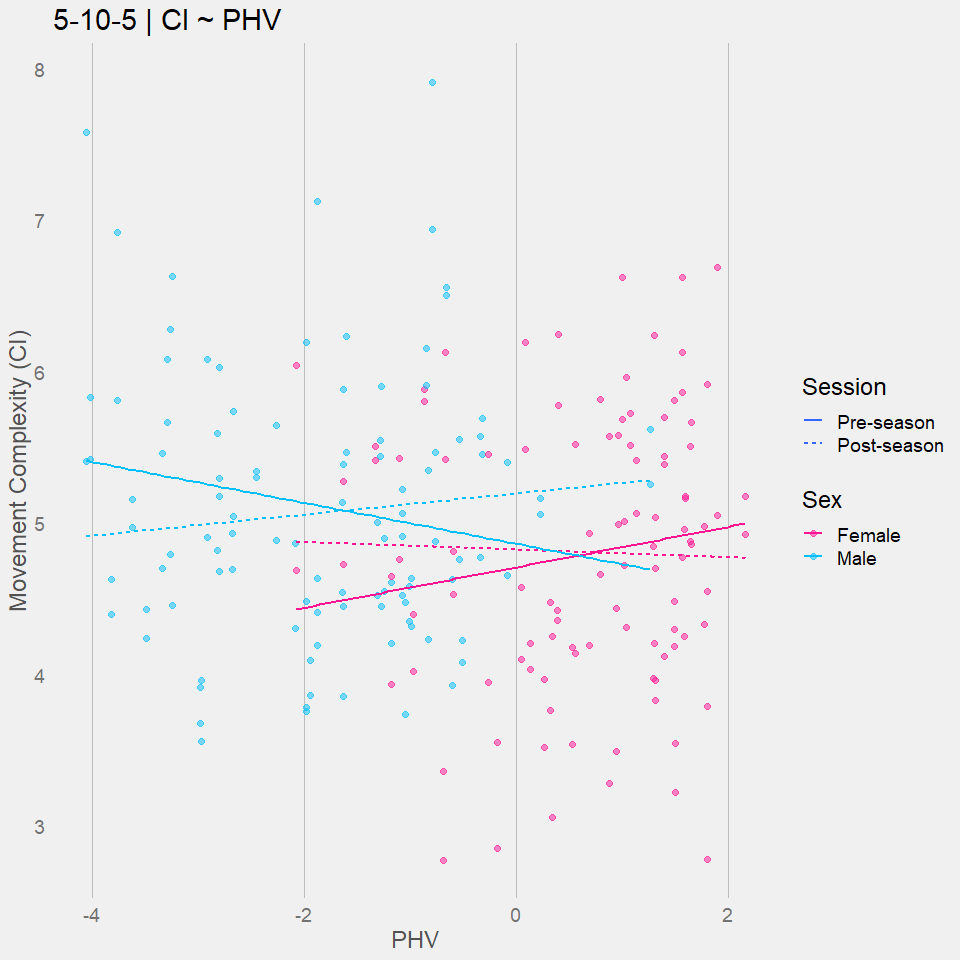 5-10-5 | CI ~ PHV
Movement Complexity (CI)
8
7
6
5
4
3
-4
-2
0
2
PHV
Session
Pre-season
Post-season
Sex
Female
Male